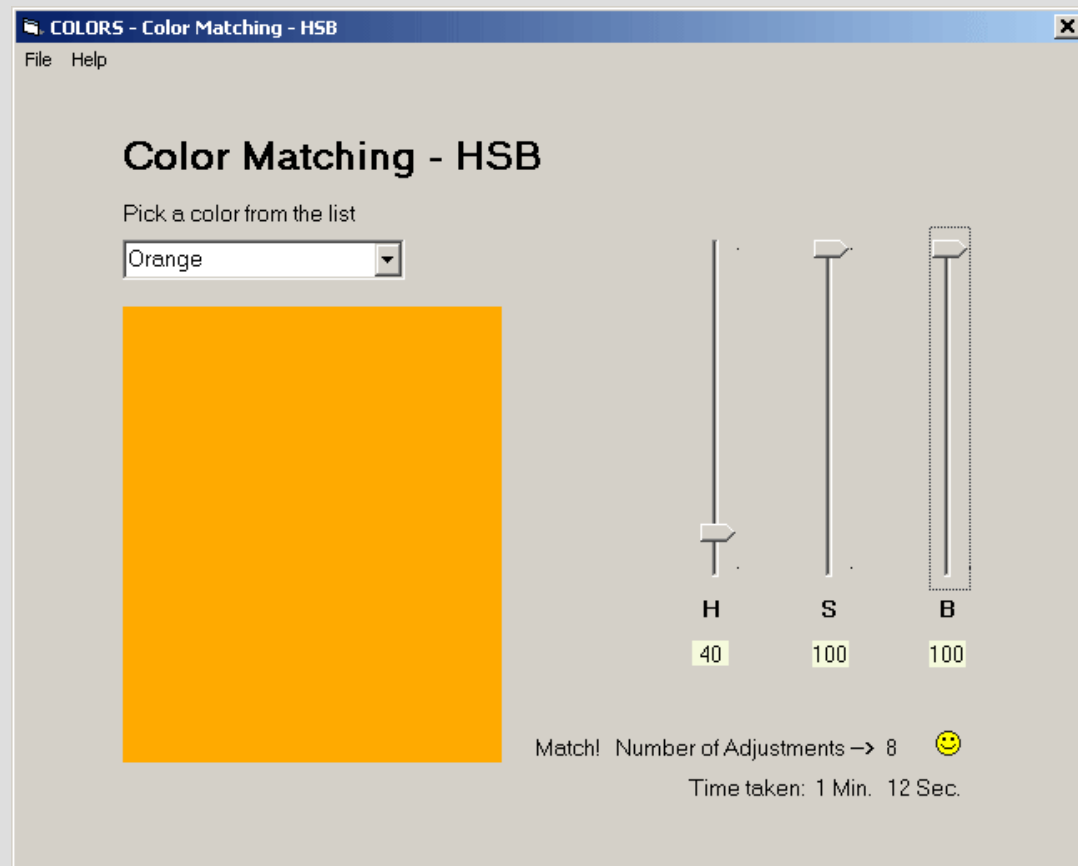 COLORS - Color Matching - HSB
File Help
Color Matching - HSB
Pick a color from the list
Orange
H S B
40 100 100
Match! Number of Adjustments --> 8
Time taken: 1 Min. 12 Sec.